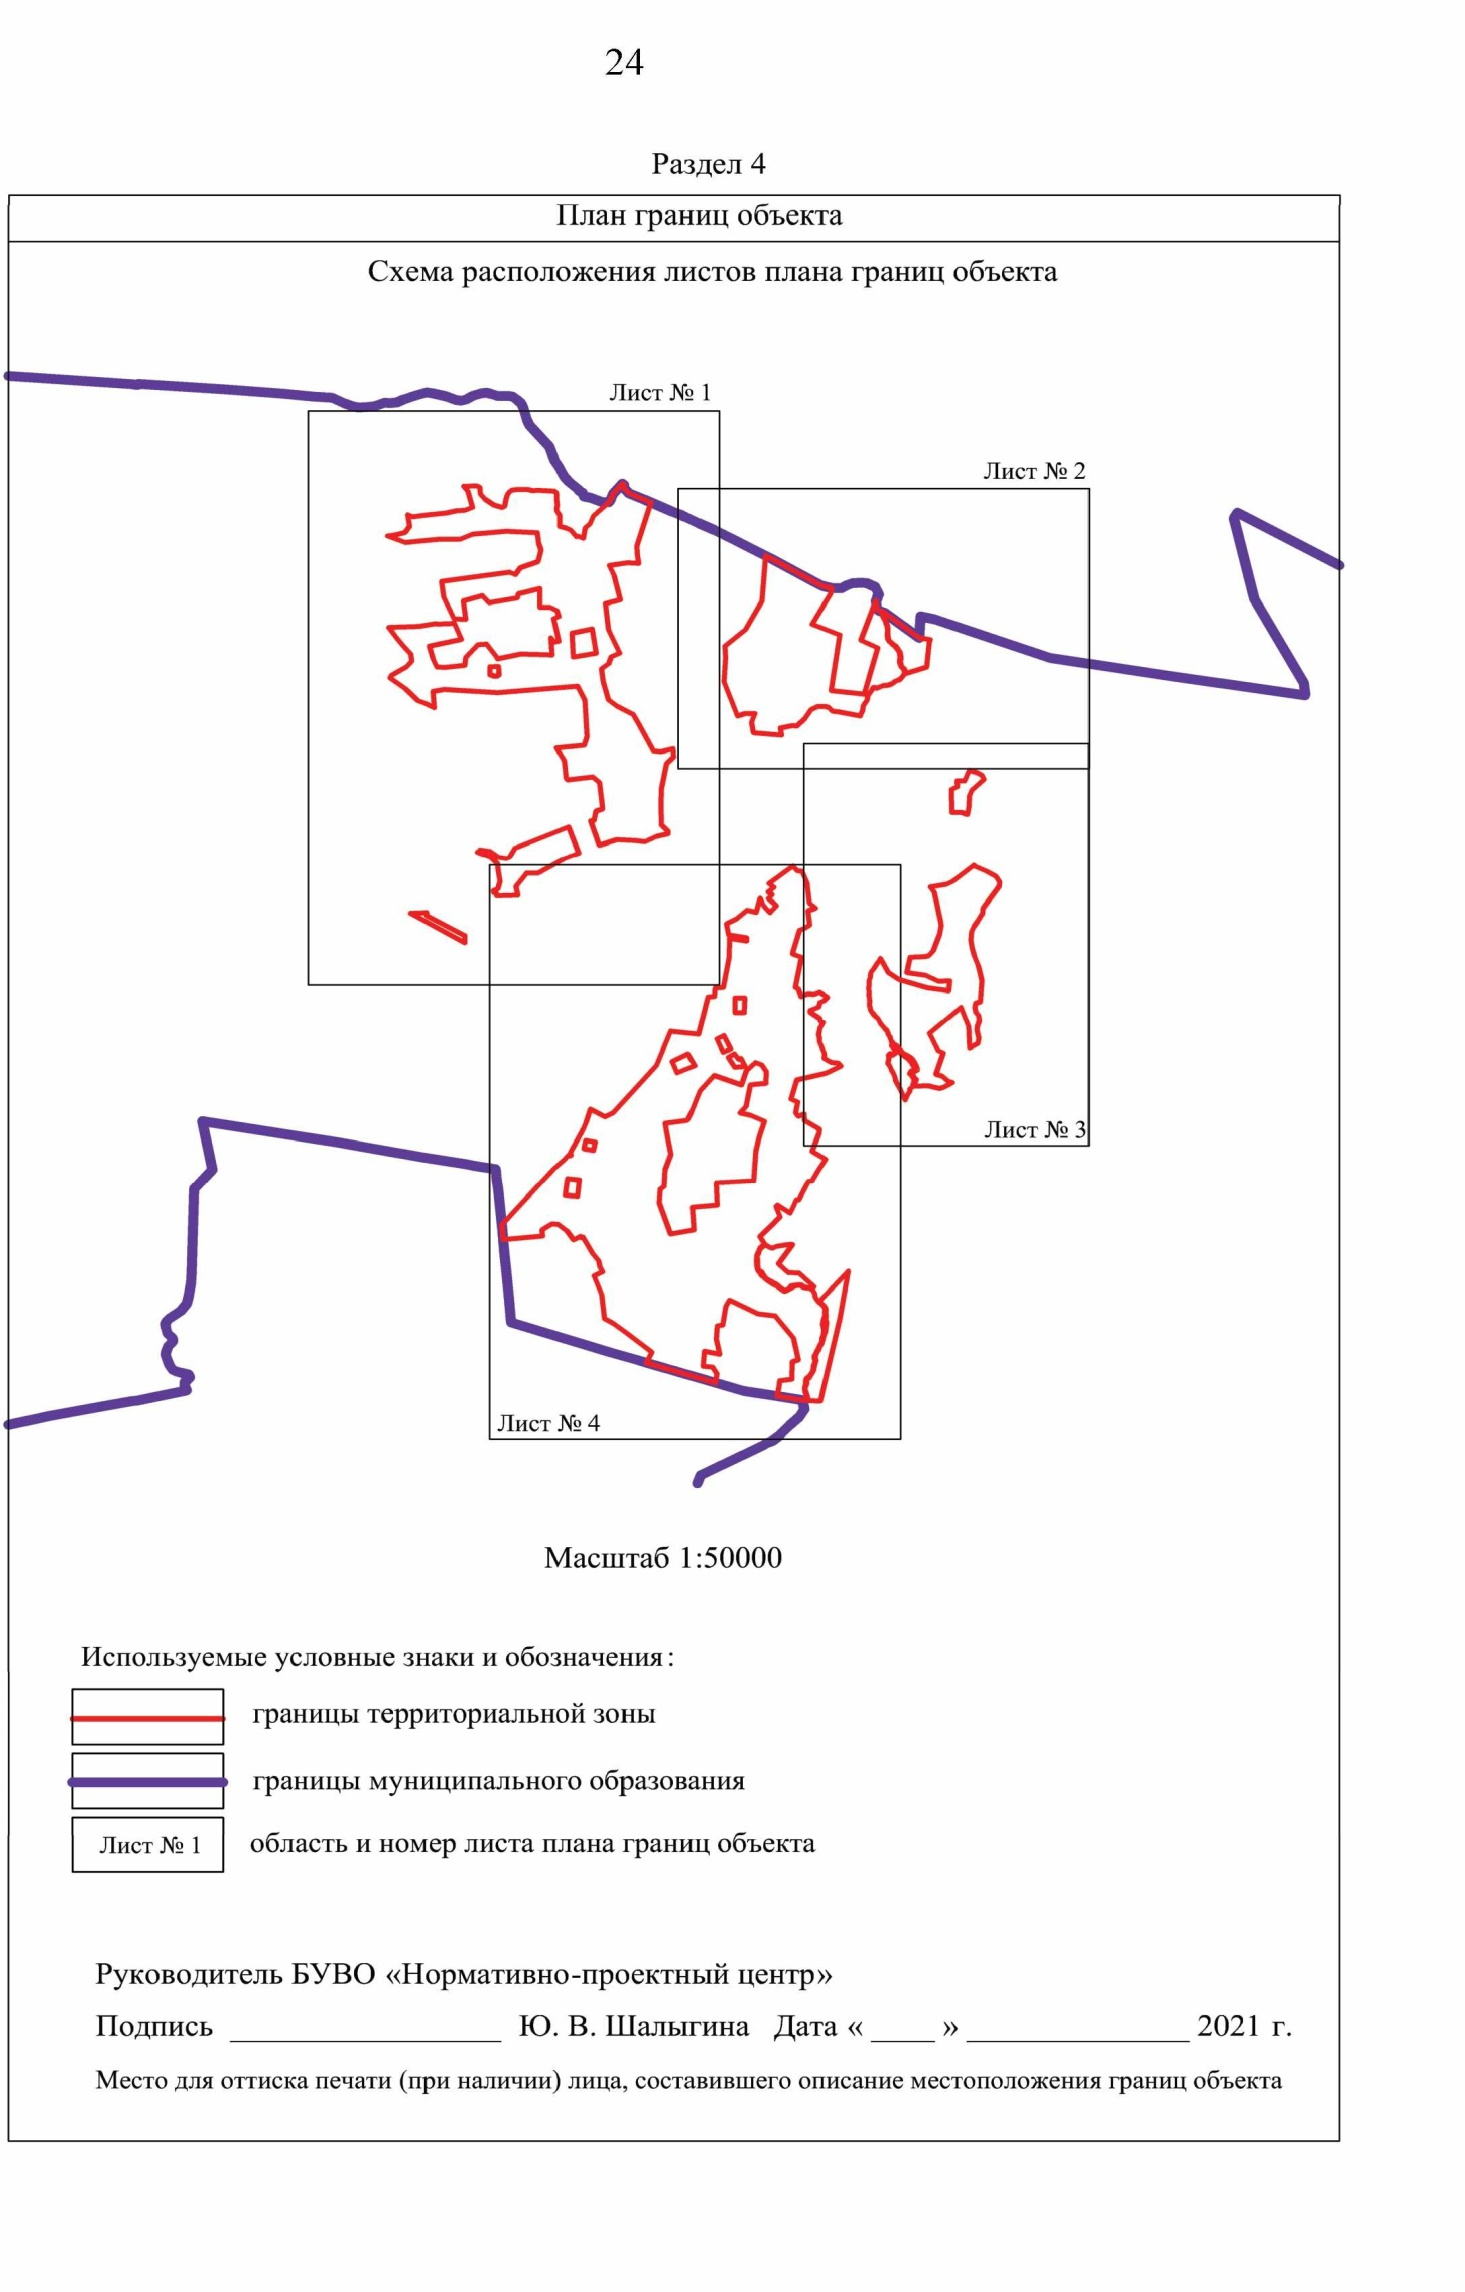 24
Раздел 4
План границ объекта
Схема расположения листов плана границ объекта
Лист № 1
Лист № 2
Лист № 3
Лист № 4
Масштаб 1:50000
Используемые условные знаки и обозначения:
границы территориальной зоны
границы муниципального образования
Лист № 1 область и номер листа плана границ объекта
Руководитель БУВО «Нормативно-проектный центр»
Подпись ____________ Ю. В. Шалыгина Дата « ___ » __________ 2021 г.
Место для оттиска печати (при наличии) лица, составившего описание местоположения границ объекта